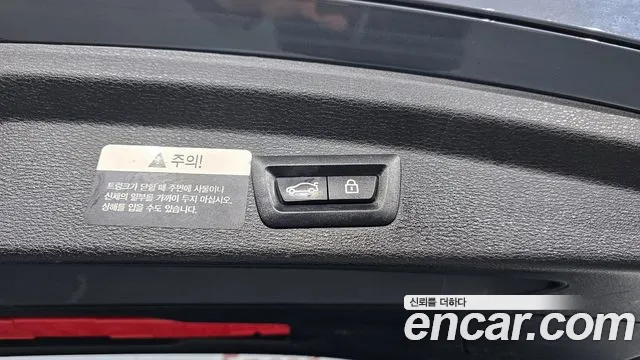 주의!
트렁크가 닫힐 때 주변에 사물이나
신체의 일부를 가까이 두지 마십시오.
상해를 입을 수도 있습니다.
신뢰를 더하다
encar.com